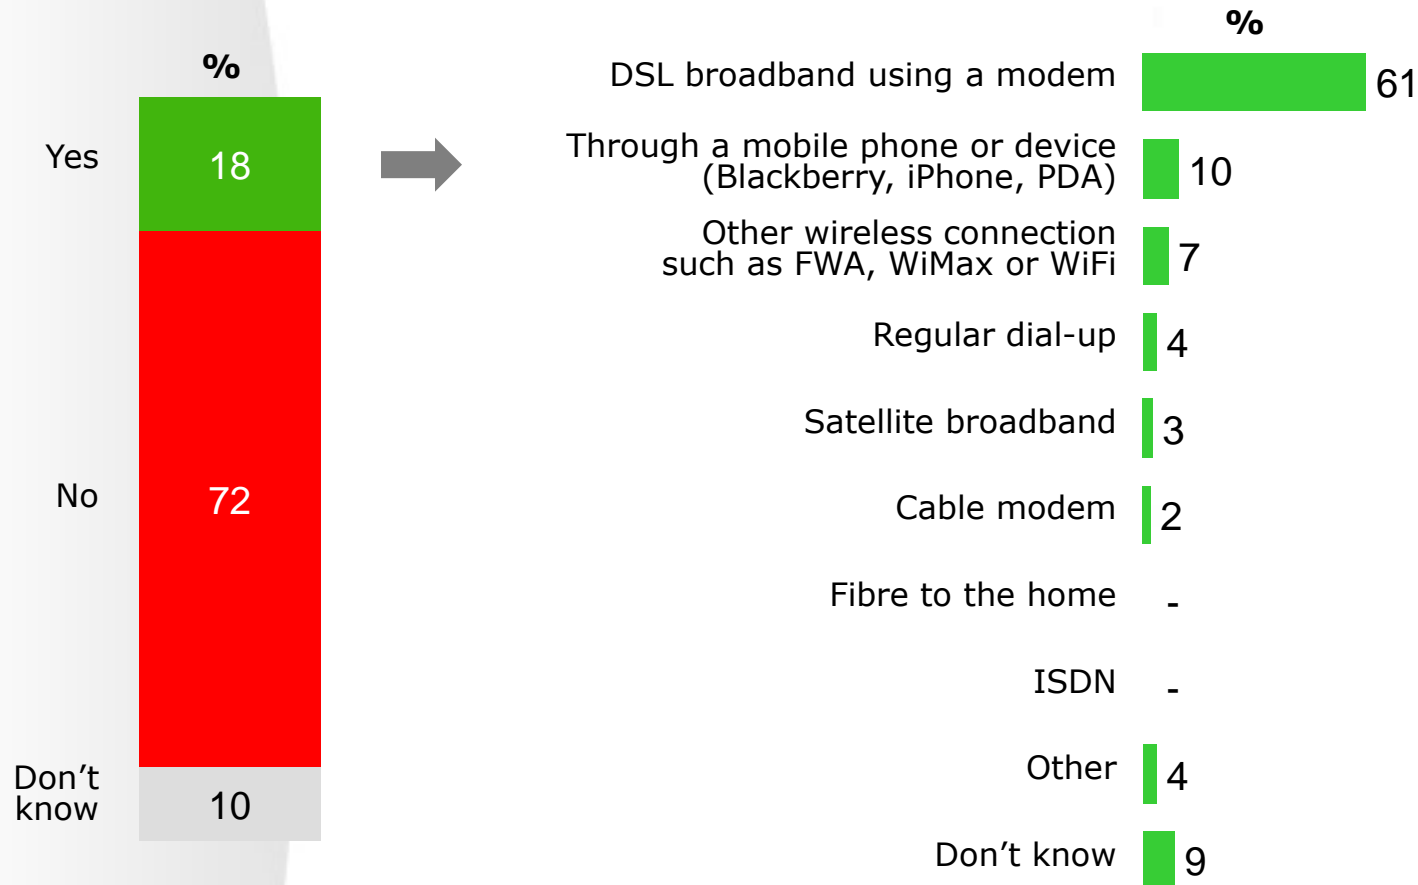 %
Yes
18
No
72
Don’t
know
10
%
DSL broadband using a modem
61
Through a mobile phone or device
(Blackberry, iPhone, PDA)
10
Other wireless connection
such as FWA, WiMax or WiFi
7
Regular dial-up
4
Satellite broadband
3
Cable modem
2
Fibre to the home
-
ISDN
-
Other
4
Don’t know
9